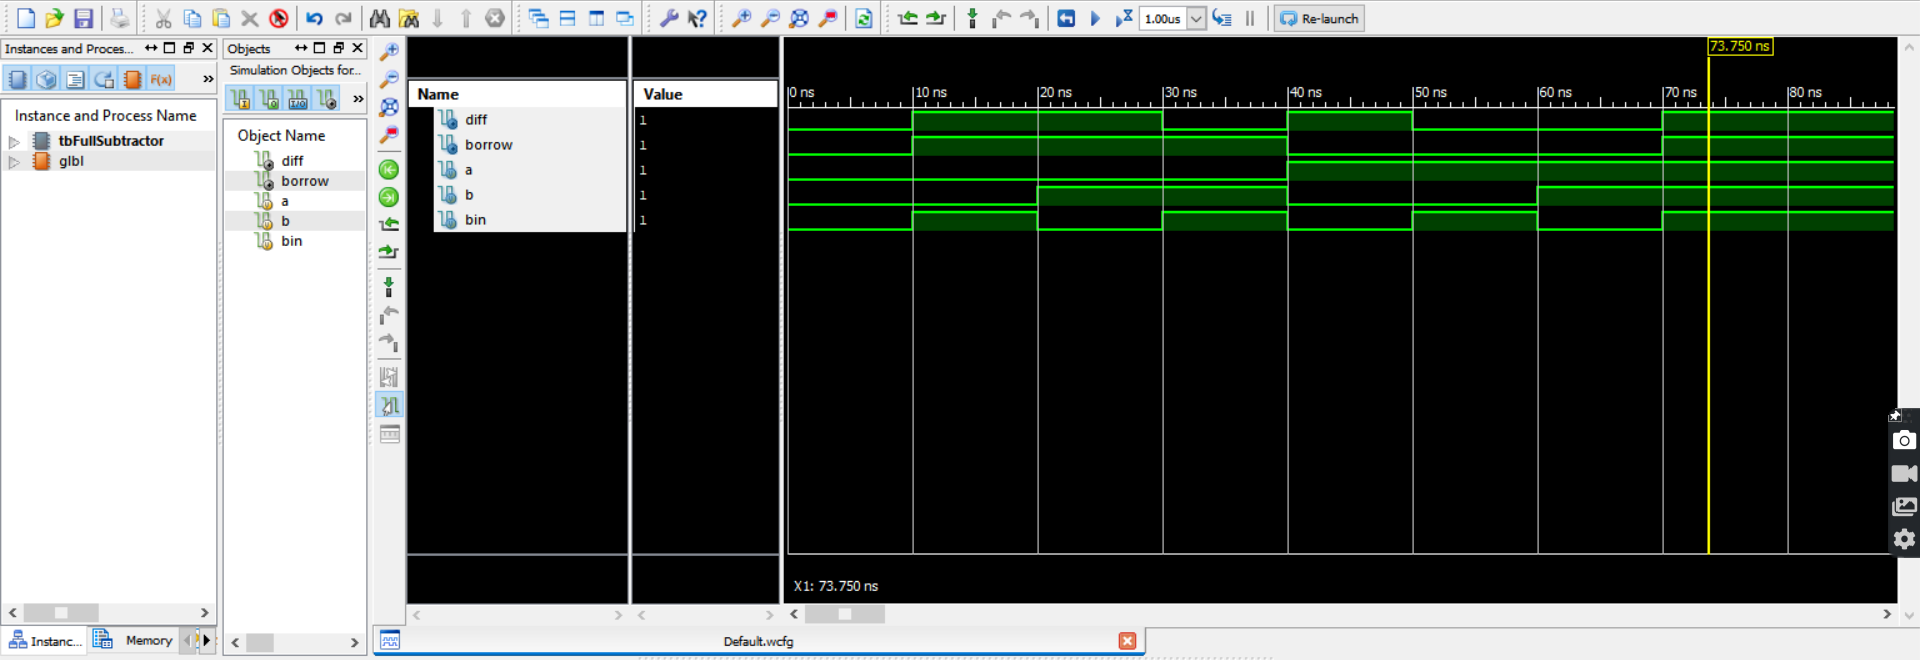 1.00us
Re-launch
Instances and Proces...
Objects
Simulation Objects for...
F(x)
»
»
Instance and Process Name
tbFullSubtractor
glbl
Object Name
diff
borrow
a
b
bin
Name
Value
diff
1
borrow
1
a
1
b
1
bin
1
73.750 ns
0 ns
10 ns
20 ns
30 ns
40 ns
50 ns
60 ns
70 ns
80 ns
X1: 73.750 ns
Instanc...
Memory
Default.wcfg